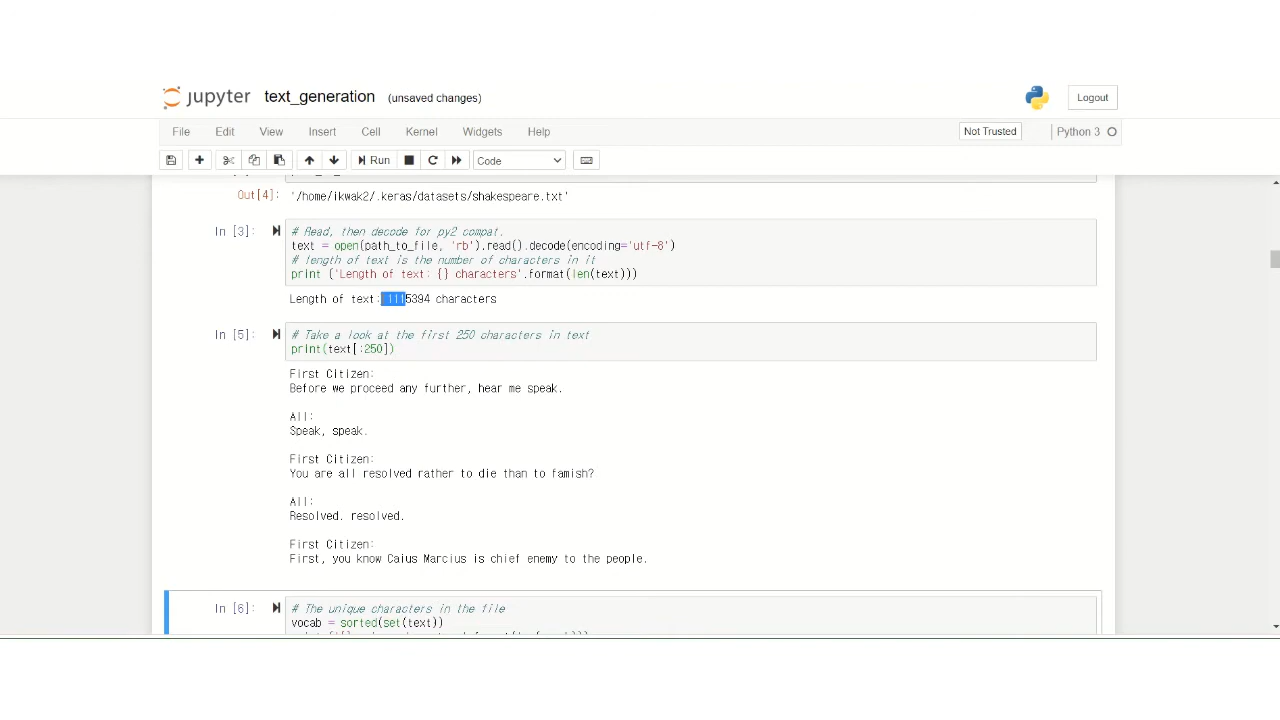 jupyter text_generation (unsaved changes) Logout
File Edit View Insert Cell Kernel Widgets Help Not Trusted Python 3
Run Code
Out[4]: '/home/ikwak2/.keras/datasets/shakespeare.txt'
In [3]: # Read, then decode for py2 compat.
text = open(path_to_file, 'rb').read().decode(encoding='utf-8')
# length of text is the number of characters in it
print ('Length of text: {} characters'.format(len(text)))
Length of text: 1115394 characters
In [5]: # Take a look at the first 250 characters in text
print(text[:250])
First Citizen:
Before we proceed any further, hear me speak.
All:
Speak, speak.
First Citizen:
You are all resolved rather to die than to famish?
All:
Resolved. resolved.
First Citizen:
First, you know Caius Marcius is chief enemy to the people.
In [6]: # The unique characters in the file
vocab = sorted(set(text))